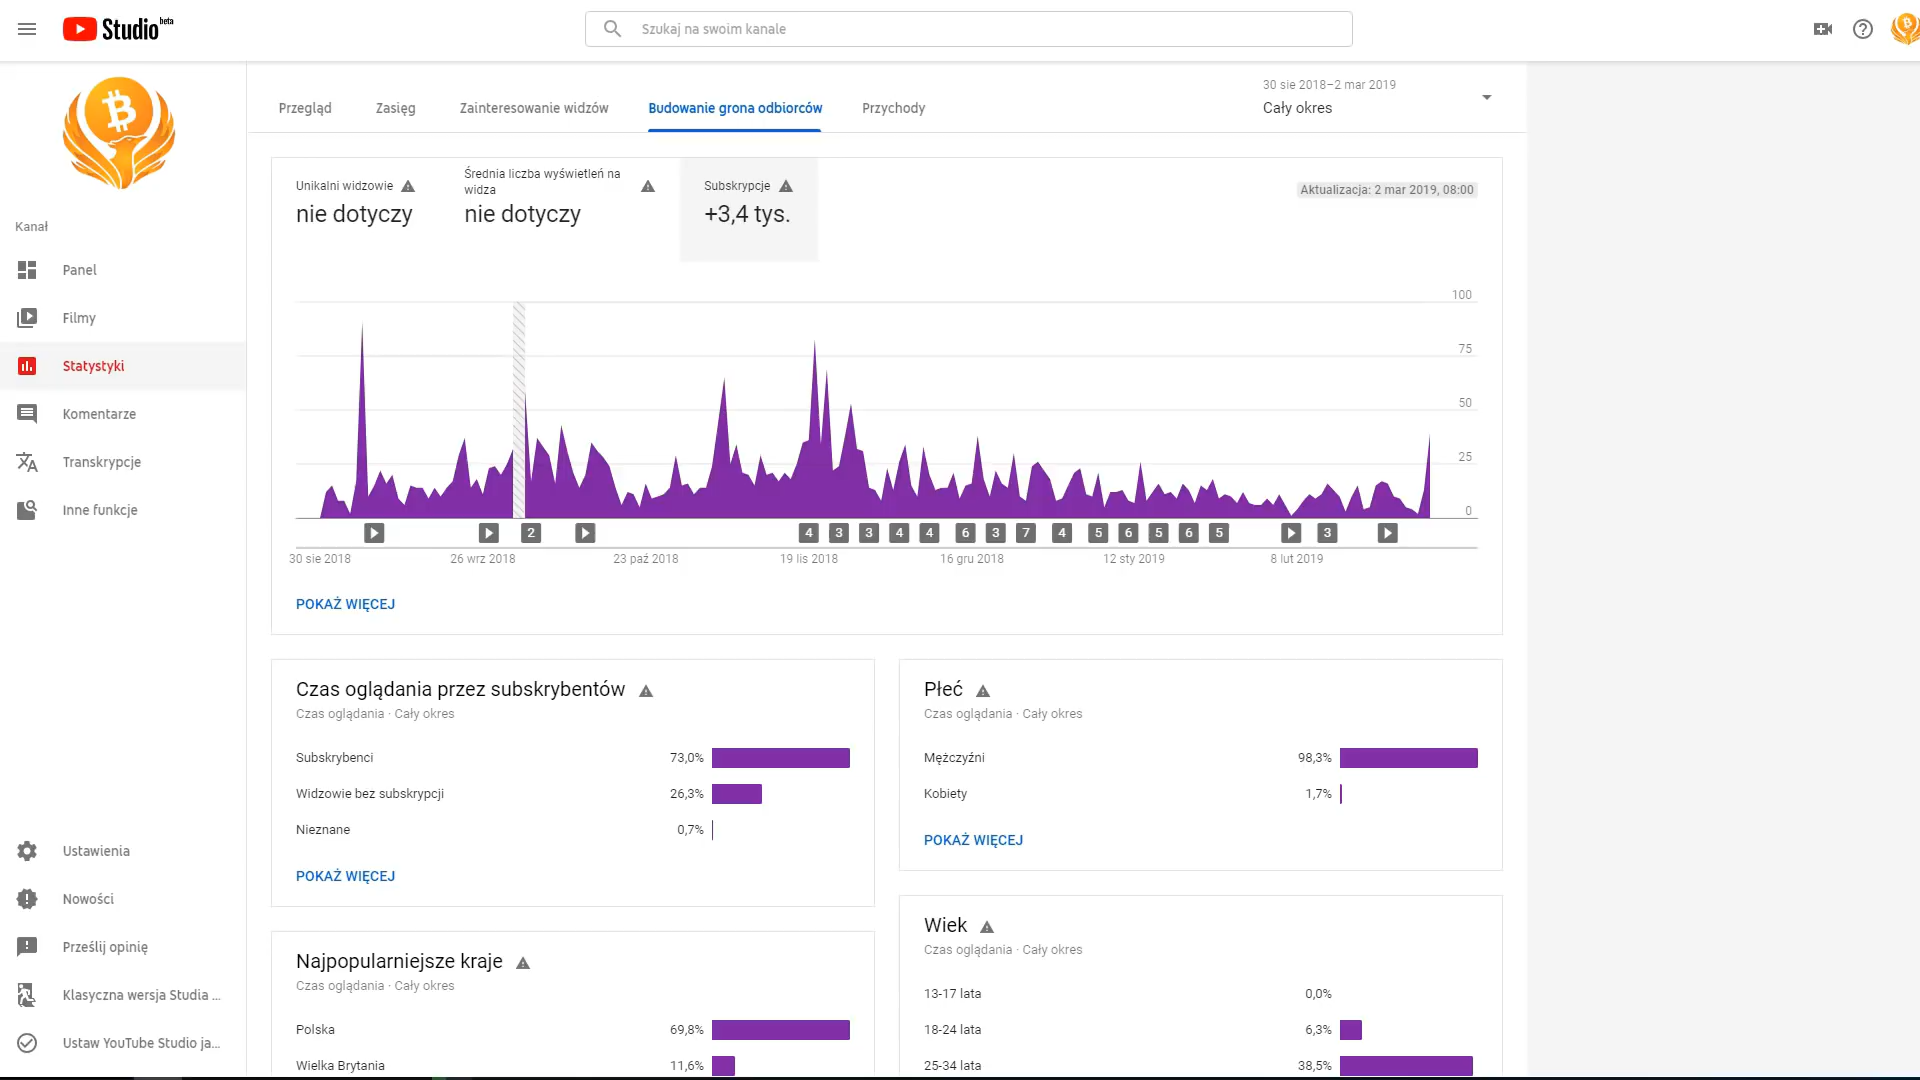 Studio beta
Szukaj na swoim kanale
Kanał
Panel
Filmy
Statystyki
Komentarze
Transkrypcje
Inne funkcje
Ustawienia
Nowości
Prześlij opinię
Klasyczna wersja Studia ...
Ustaw YouTube Studio ja...
Przegląd
Zasięg
Zainteresowanie widzów
Budowanie grona odbiorców
Przychody
30 sie 2018–2 mar 2019
Cały okres
Unikalni widzowie
nie dotyczy
Średnia liczba wyświetleń na
widza
nie dotyczy
Subskrypcje
+3,4 tys.
Aktualizacja: 2 mar 2019, 08:00
100
75
50
25
0
2 4 3 3 4 4 6 3 7 4 5 6 5 6 5 3
30 sie 2018 26 wrz 2018 23 paź 2018 19 lis 2018 16 gru 2018 12 sty 2019 8 lut 2019
POKAŻ WIĘCEJ
Czas oglądania przez subskrybentów
Czas oglądania · Cały okres
Subskrybenci 73,0%
Widzowie bez subskrypcji 26,3%
Nieznane 0,7%
POKAŻ WIĘCEJ
Najpopularniejsze kraje
Czas oglądania · Cały okres
Polska 69,8%
Wielka Brytania 11,6%
Płeć
Czas oglądania · Cały okres
Mężczyźni 98,3%
Kobiety 1,7%
POKAŻ WIĘCEJ
Wiek
Czas oglądania · Cały okres
13-17 lata 0,0%
18-24 lata 6,3%
25-34 lata 38,5%